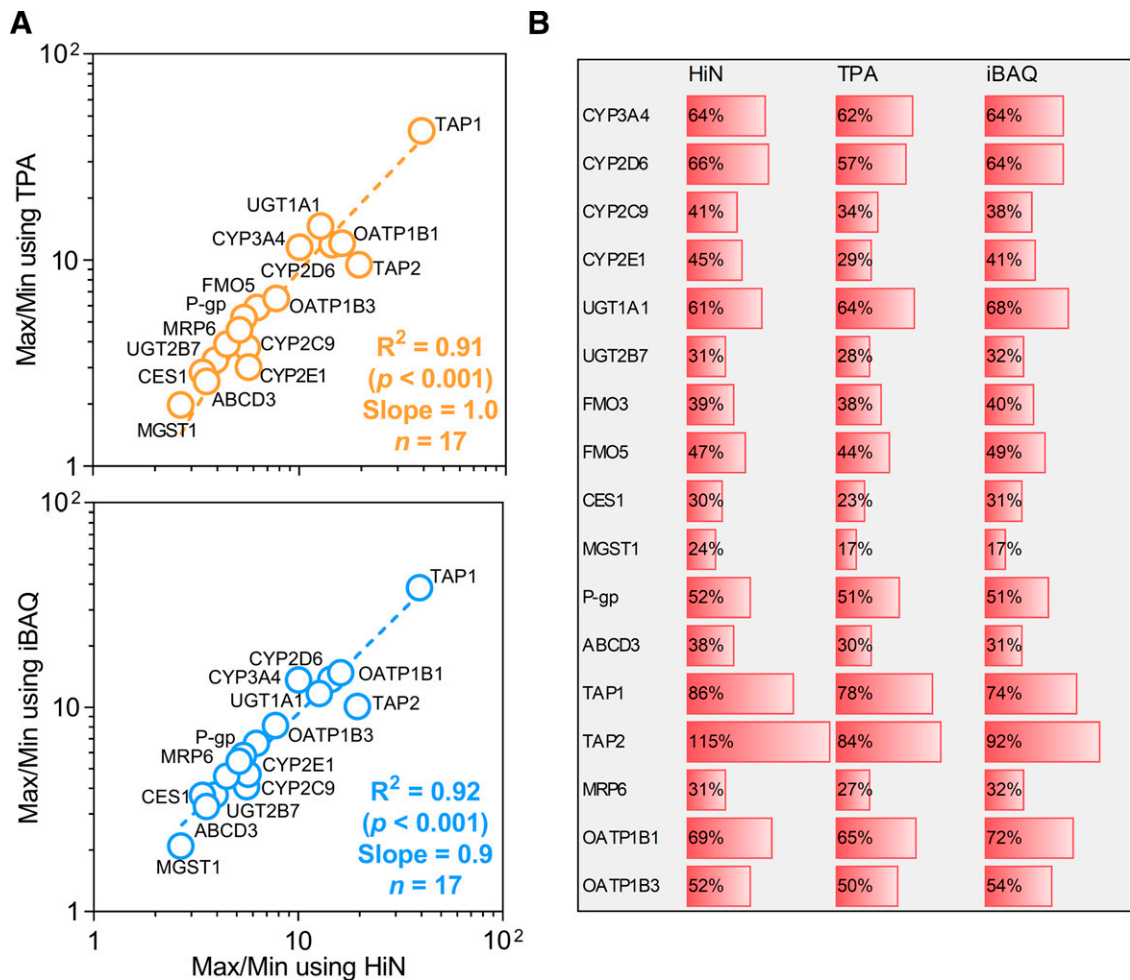 A
Max/Min using TPA
10²
10
1
TAP1
UGT1A1
OATP1B1
CYP3A4
CYP2D6
TAP2
FMO5
P-gp
OATP1B3
MRP6
UGT2B7
CYP2C9
CES1
CYP2E1
ABCD3
MGST1
R² = 0.91
(p < 0.001)
Slope = 1.0
n = 17
Max/Min using iBAQ
10²
10
1
TAP1
CYP2D6
CYP3A4
OATP1B1
UGT1A1
TAP2
P-gp
OATP1B3
MRP6
CYP2E1
CES1
CYP2C9
UGT2B7
ABCD3
MGST1
R² = 0.92
(p < 0.001)
Slope = 0.9
n = 17
1 10 10²
Max/Min using HiN
B
HiN TPA iBAQ
CYP3A4 64% 62% 64%
CYP2D6 66% 57% 64%
CYP2C9 41% 34% 38%
CYP2E1 45% 29% 41%
UGT1A1 61% 64% 68%
UGT2B7 31% 28% 32%
FMO3 39% 38% 40%
FMO5 47% 44% 49%
CES1 30% 23% 31%
MGST1 24% 17% 17%
P-gp 52% 51% 51%
ABCD3 38% 30% 31%
TAP1 86% 78% 74%
TAP2 115% 84% 92%
MRP6 31% 27% 32%
OATP1B1 69% 65% 72%
OATP1B3 52% 50% 54%